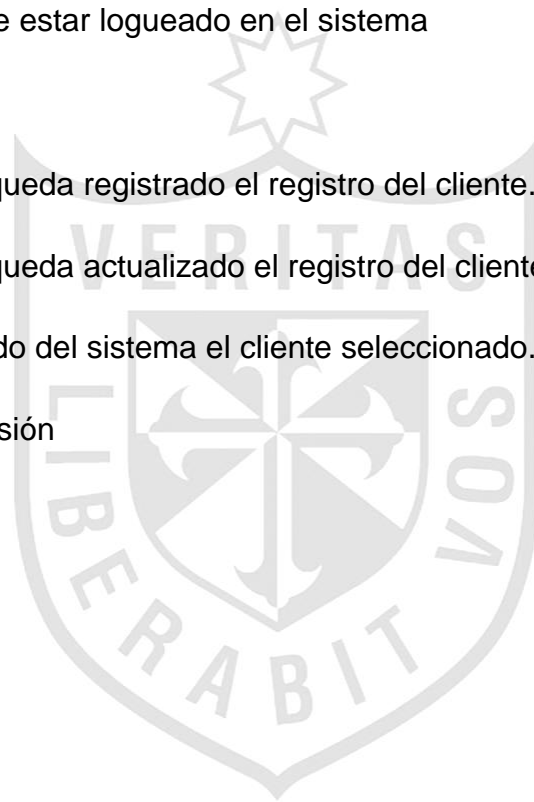 e estar logueado en el sistema
queda registrado el registro del cliente.
VERITAS
queda actualizado el registro del cliente
do del sistema el cliente seleccionado.
sión
LIBERABIT VOS